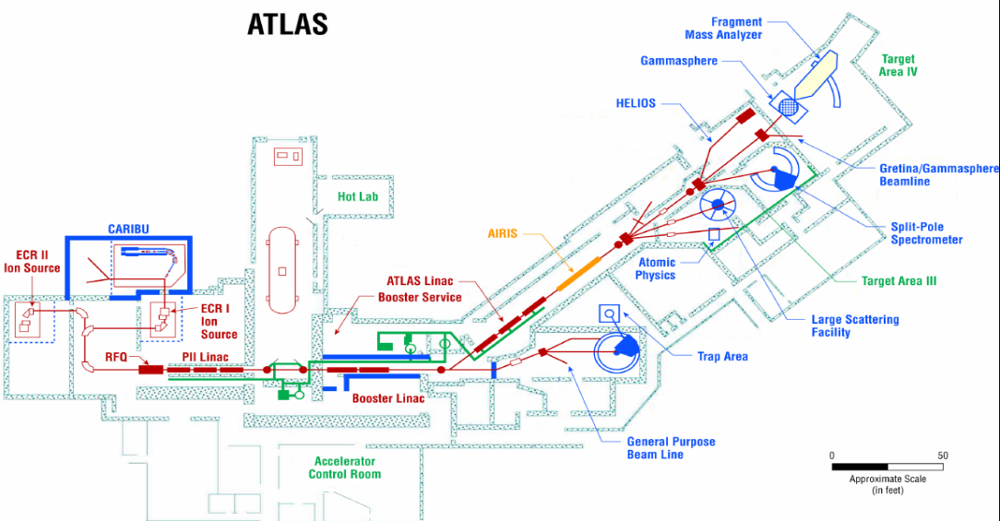 ATLAS
Fragment
Mass Analyzer
Gammasphere
Target
Area IV
HELIOS
Gretina/Gammasphere
Beamline
Hot Lab
CARIBU
Split-Pole
Spectrometer
AIRIS
ECR II
Ion Source
Atomic
Physics
Target Area III
ATLAS Linac
Booster Service
ECR I
Ion
Source
Large Scattering
Facility
RFQ
PII Linac
Trap Area
Booster Linac
General Purpose
Beam Line
Accelerator
Control Room
0 50
Approximate Scale
(in feet)